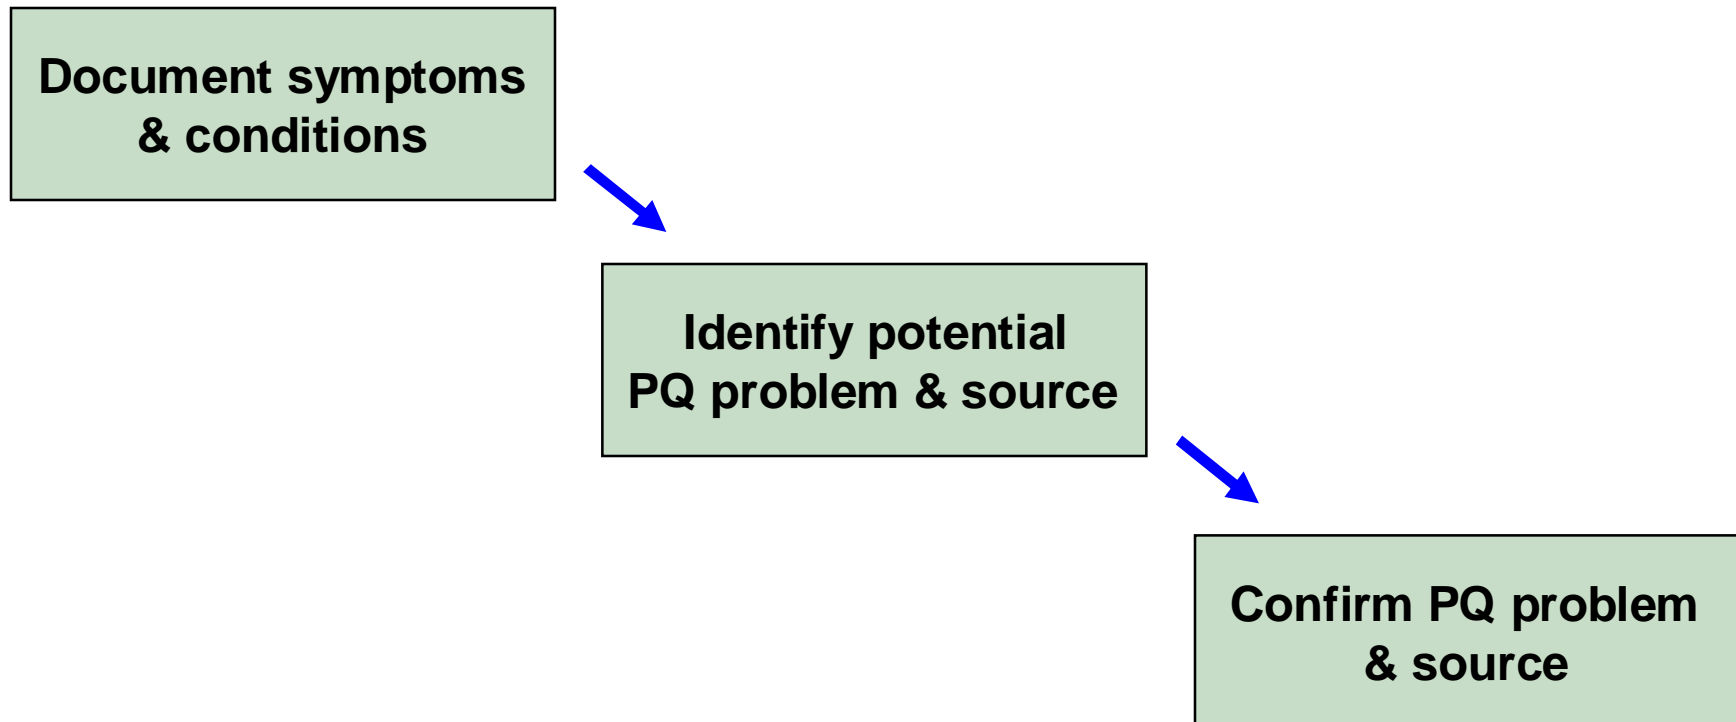 Document symptoms
& conditions
Identify potential
PQ problem & source
Confirm PQ problem
& source